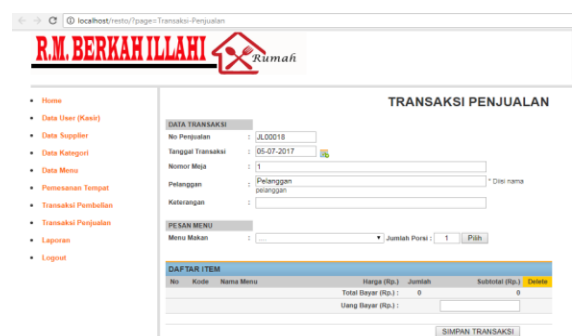 localhost/resto/?page=Transaksi-Penjualan
R.M. BERKAH ILLAHI
Rumah
Home
Data User (Kasir)
Data Supplier
Data Kategori
Data Menu
Pemesanan Tempat
Transaksi Pembelian
Transaksi Penjualan
Laporan
Logout
TRANSAKSI PENJUALAN
DATA TRANSAKSI
No Penjualan : JL00018
Tanggal Transaksi : 05-07-2017
Nomor Meja : 1
Pelanggan : Pelanggan * Diisi nama
pelanggan
Keterangan :
PESAN MENU
Menu Makan : .... Jumlah Porsi : 1 Pilih
DAFTAR ITEM
No Kode Nama Menu Harga (Rp.) Jumlah Subtotal (Rp.) Delete
Total Bayar (Rp.) : 0 0
Uang Bayar (Rp.) :
SIMPAN TRANSAKSI